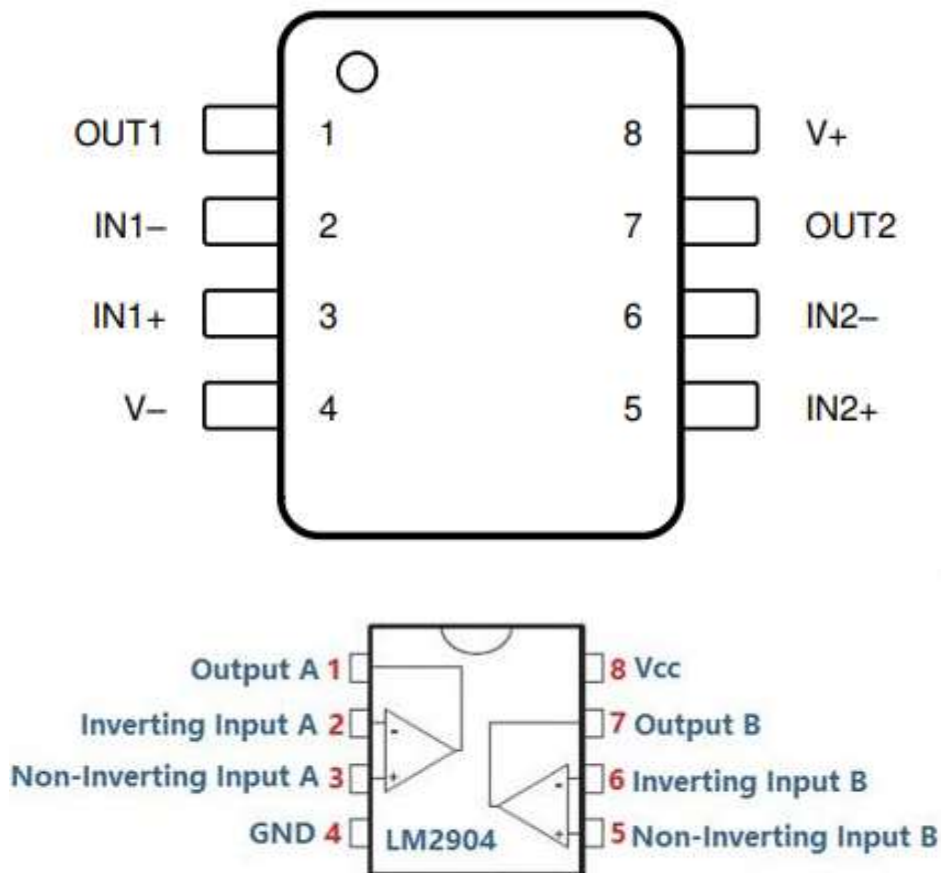 OUT1 1 8 V+
IN1– 2 7 OUT2
IN1+ 3 6 IN2–
V– 4 5 IN2+
Output A 1 8 Vcc
Inverting Input A 2 - 7 Output B
Non-Inverting Input A 3 + - 6 Inverting Input B
GND 4 LM2904 + 5 Non-Inverting Input B